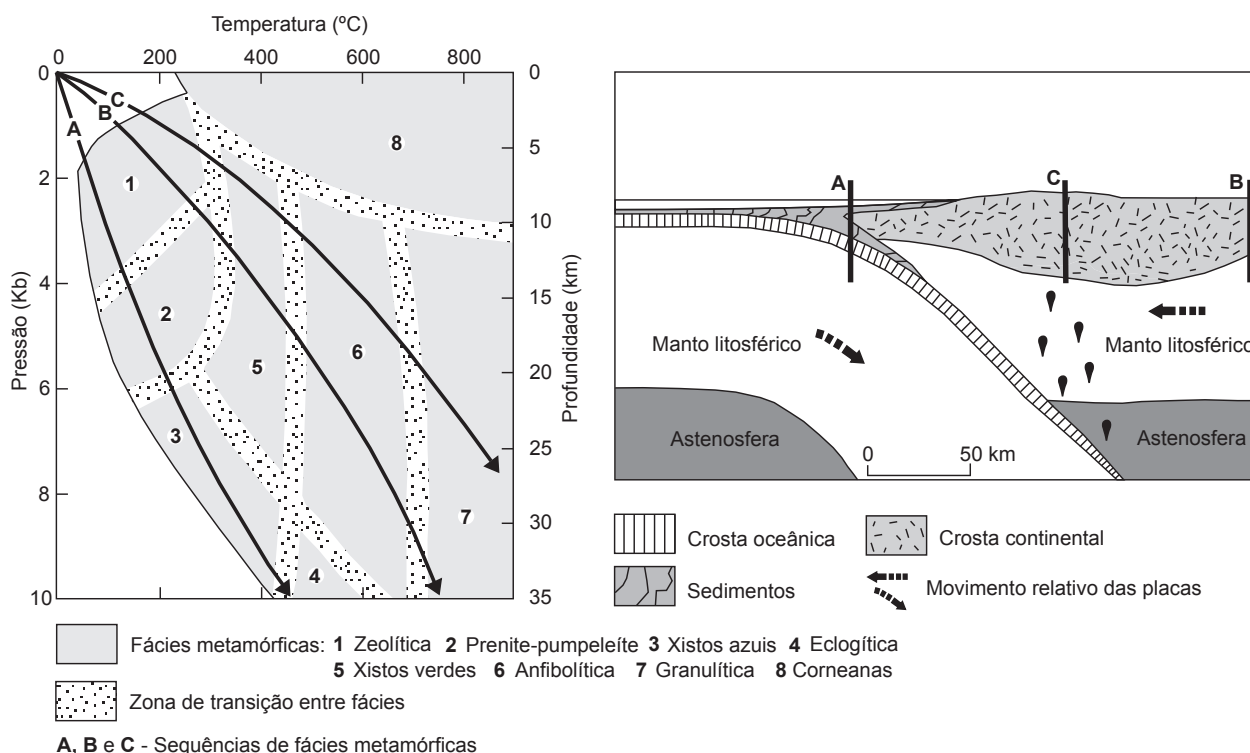 Temperatura (ºC)
0 200 400 600 800
0 2 4 6 8 10
Pressão (Kb)
A B C
1 2 3 4 5 6 7 8
0 5 10 15 20 25 30 35
Profundidade (km)
A C B
Manto litosférico
Manto litosférico
Astenosfera
0 50 km
Astenosfera
Crosta oceânica
Crosta continental
Sedimentos
Movimento relativo das placas
Fácies metamórficas: 1 Zeolítica 2 Prenite-pumpeleíte 3 Xistos azuis 4 Eclogítica
5 Xistos verdes 6 Anfibolítica 7 Granulítica 8 Corneanas
Zona de transição entre fácies
A, B e C - Sequências de fácies metamórficas